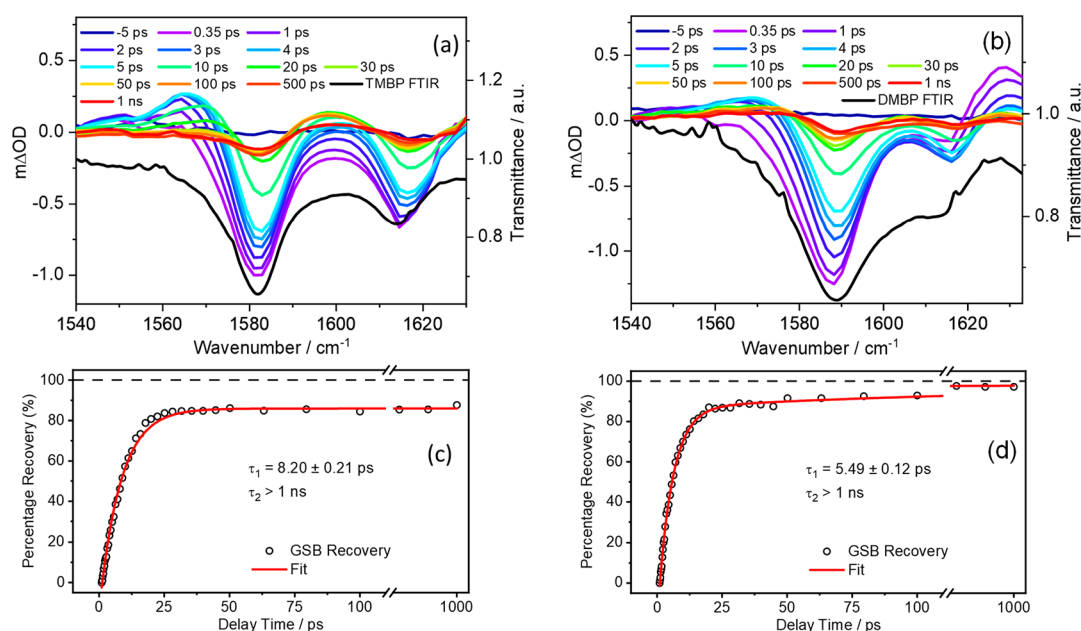 (a)
-5 ps 0.35 ps 1 ps
2 ps 3 ps 4 ps
5 ps 10 ps 20 ps 30 ps
50 ps 100 ps 500 ps TMBP FTIR
1 ns
0.5
0.0
-0.5
-1.0
mΔOD
1.2
1.0
0.8
Transmittance / a.u.
1540 1560 1580 1600 1620
Wavenumber / cm⁻¹
(b)
-5 ps 0.35 ps 1 ps
2 ps 3 ps 4 ps
5 ps 10 ps 20 ps 30 ps
50 ps 100 ps 500 ps 1 ns
DMBP FTIR
0.5
0.0
-0.5
-1.0
mΔOD
1.0
0.8
Transmittance / a.u.
1540 1560 1580 1600 1620
Wavenumber / cm⁻¹
100
80
60
40
20
0
Percentage Recovery (%)
(c)
τ₁ = 8.20 ± 0.21 ps
τ₂ > 1 ns
GSB Recovery
Fit
0 25 50 75 100 1000
Delay Time / ps
100
80
60
40
20
0
Percentage Recovery (%)
(d)
τ₁ = 5.49 ± 0.12 ps
τ₂ > 1 ns
GSB Recovery
Fit
0 25 50 75 100 1000
Delay Time / ps